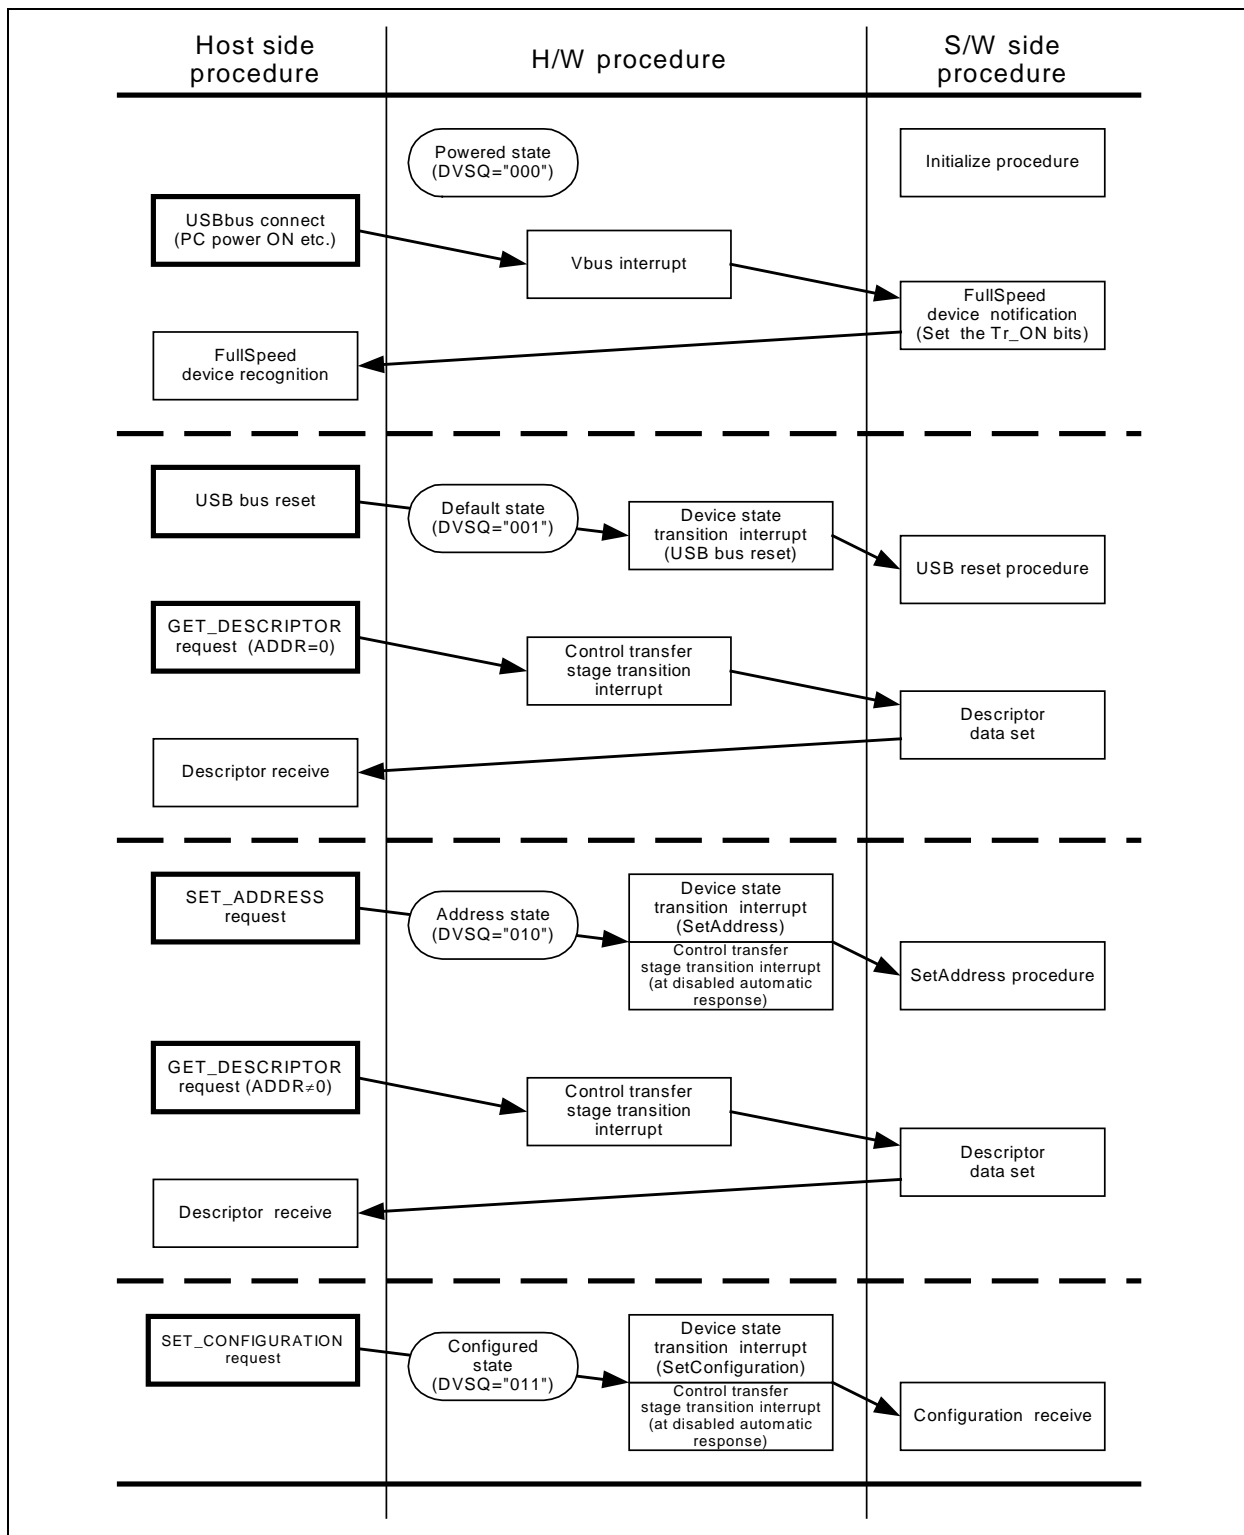 Host side
procedure
H/W procedure
S/W side
procedure
Powered state
(DVSQ="000")
Initialize procedure
USBbus connect
(PC power ON etc.)
Vbus interrupt
FullSpeed
device notification
(Set the Tr_ON bits)
FullSpeed
device recognition
USB bus reset
Default state
(DVSQ="001")
Device state
transition interrupt
(USB bus reset)
USB reset procedure
GET_DESCRIPTOR
request (ADDR=0)
Control transfer
stage transition
interrupt
Descriptor
data set
Descriptor receive
SET_ADDRESS
request
Address state
(DVSQ="010")
Device state
transition interrupt
(SetAddress)
Control transfer
stage transition interrupt
(at disabled automatic
response)
SetAddress procedure
GET_DESCRIPTOR
request (ADDR≠0)
Control transfer
stage transition
interrupt
Descriptor
data set
Descriptor receive
SET_CONFIGURATION
request
Configured
state
(DVSQ="011")
Device state
transition interrupt
(SetConfiguration)
Control transfer
stage transition interrupt
(at disabled automatic
response)
Configuration receive